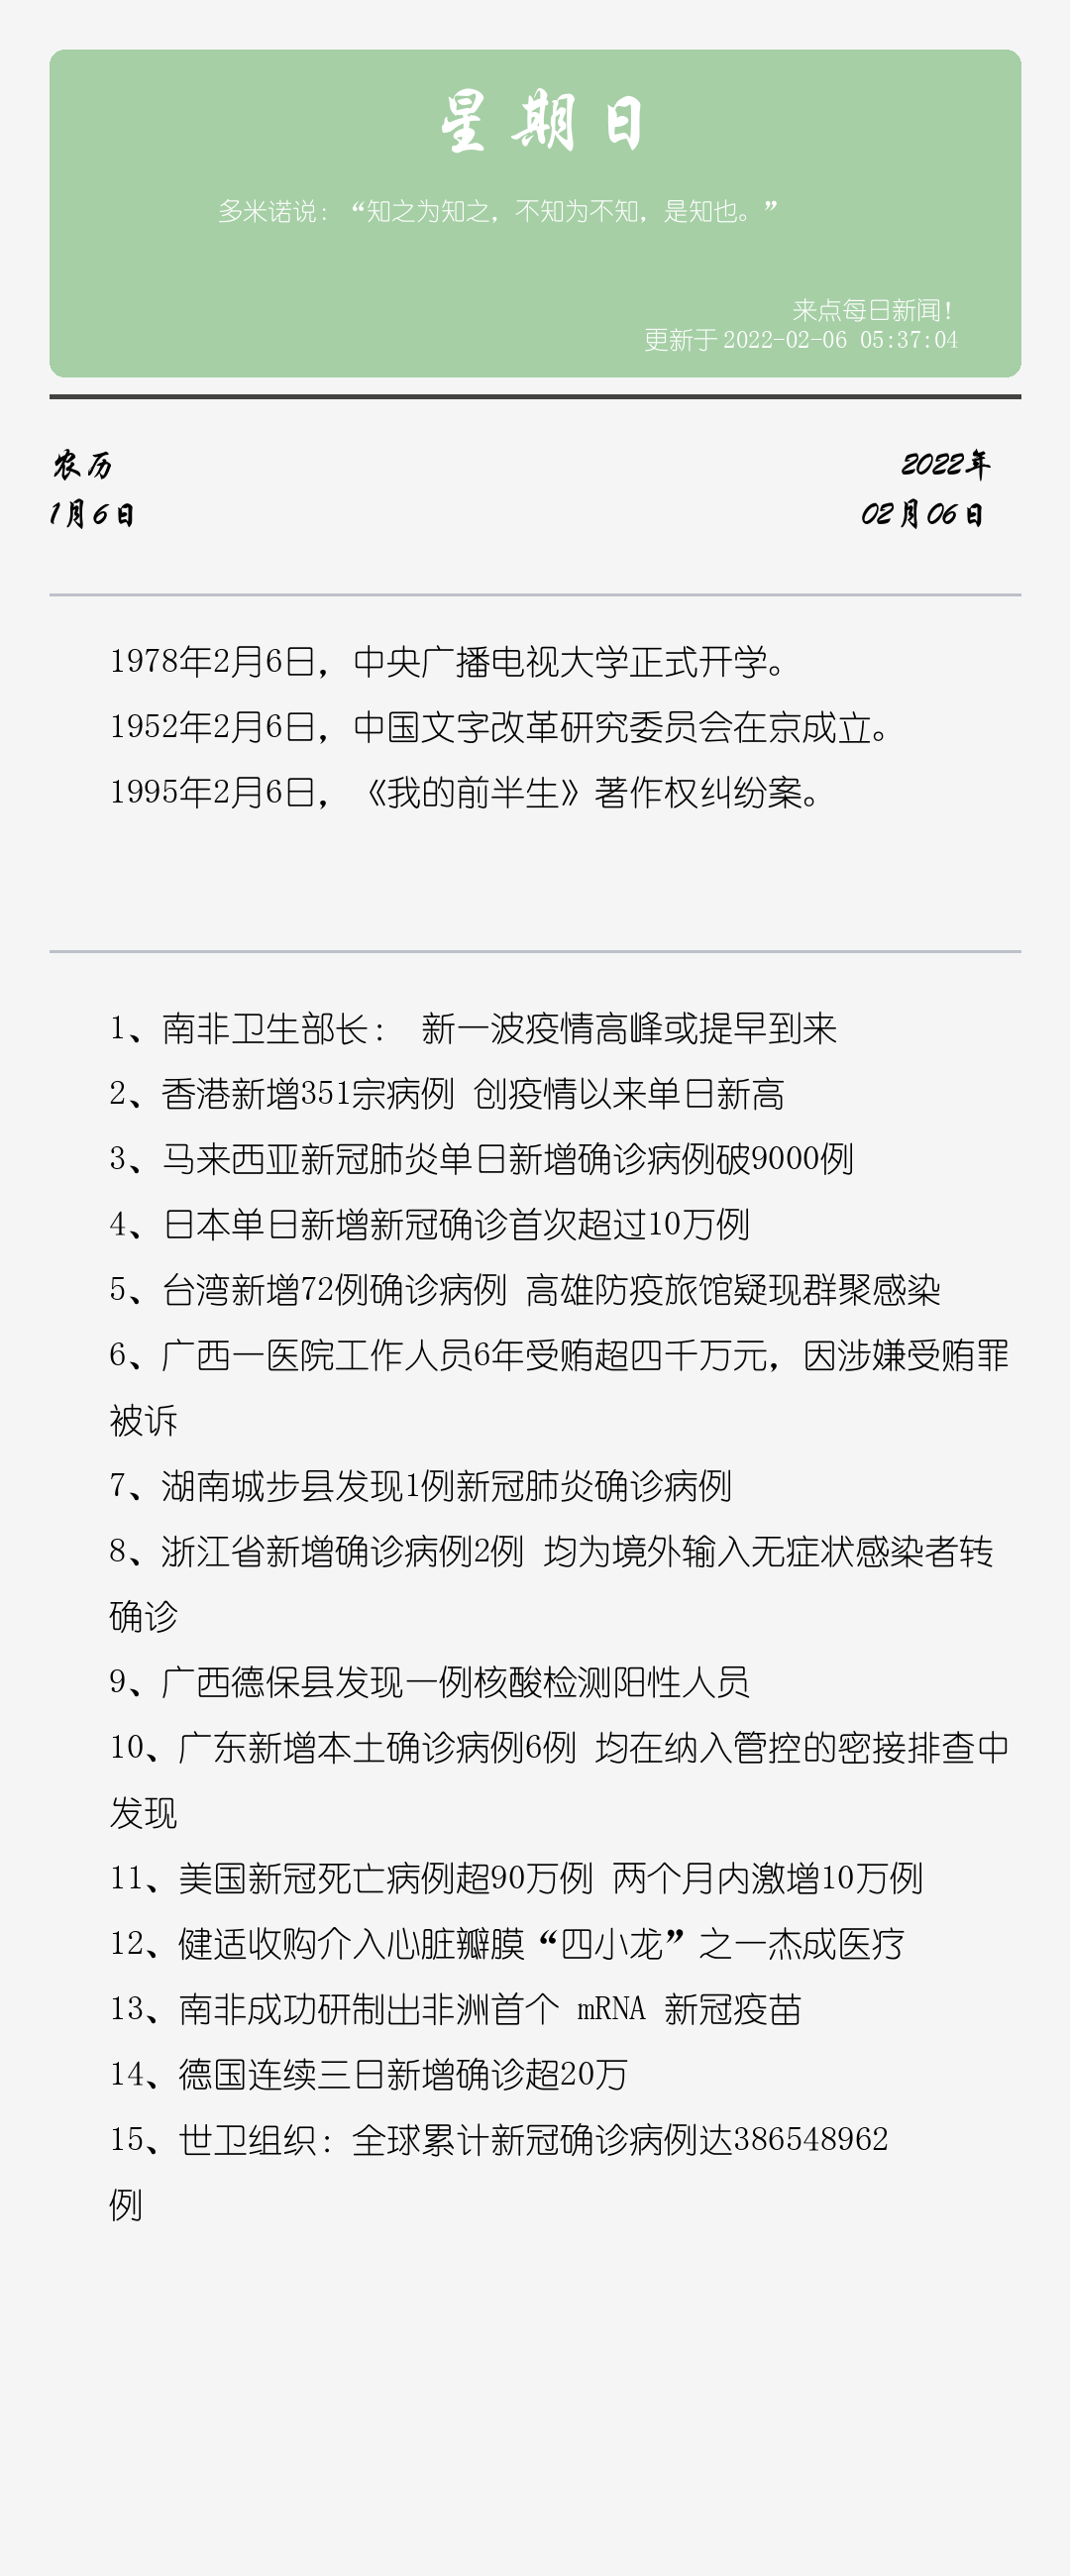 星期日
多米诺说：“知之为知之，不知为不知，是知也。”
来点每日新闻！
更新于 2022-02-06 05:37:04
农历
2022年
1月6日
02月06日
1978年2月6日，中央广播电视大学正式开学。
1952年2月6日，中国文字改革研究委员会在京成立。
1995年2月6日，《我的前半生》著作权纠纷案。
1、南非卫生部长： 新一波疫情高峰或提早到来
2、香港新增351宗病例 创疫情以来单日新高
3、马来西亚新冠肺炎单日新增确诊病例破9000例
4、日本单日新增新冠确诊首次超过10万例
5、台湾新增72例确诊病例 高雄防疫旅馆疑现群聚感染
6、广西一医院工作人员6年受贿超四千万元，因涉嫌受贿罪
被诉
7、湖南城步县发现1例新冠肺炎确诊病例
8、浙江省新增确诊病例2例 均为境外输入无症状感染者转
确诊
9、广西德保县发现一例核酸检测阳性人员
10、广东新增本土确诊病例6例 均在纳入管控的密接排查中
发现
11、美国新冠死亡病例超90万例 两个月内激增10万例
12、健适收购介入心脏瓣膜“四小龙”之一杰成医疗
13、南非成功研制出非洲首个 mRNA 新冠疫苗
14、德国连续三日新增确诊超20万
15、世卫组织：全球累计新冠确诊病例达386548962
例